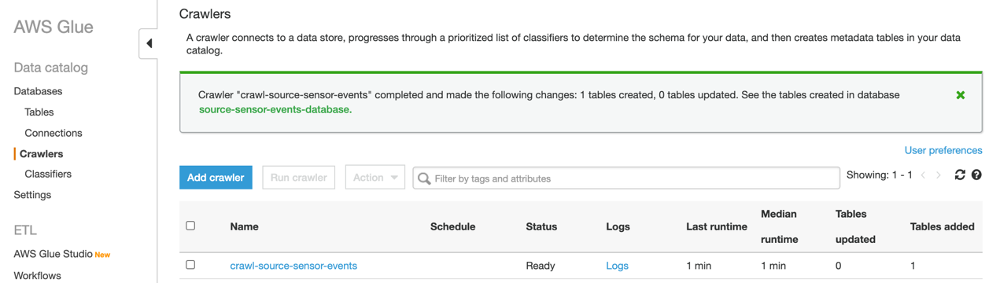 AWS Glue
Data catalog
Databases
Tables
Connections
Crawlers
Classifiers
Settings
ETL
AWS Glue Studio New
Workflows
Crawlers
A crawler connects to a data store, progresses through a prioritized list of classifiers to determine the schema for your data, and then creates metadata tables in your data
catalog.
Crawler "crawl-source-sensor-events" completed and made the following changes: 1 tables created, 0 tables updated. See the tables created in database
source-sensor-events-database.
User preferences
Add crawler Run crawler Action Filter by tags and attributes Showing: 1 - 1
Name Schedule Status Logs Last runtime Median runtime Tables updated Tables added
crawl-source-sensor-events Ready Logs 1 min 1 min 0 1